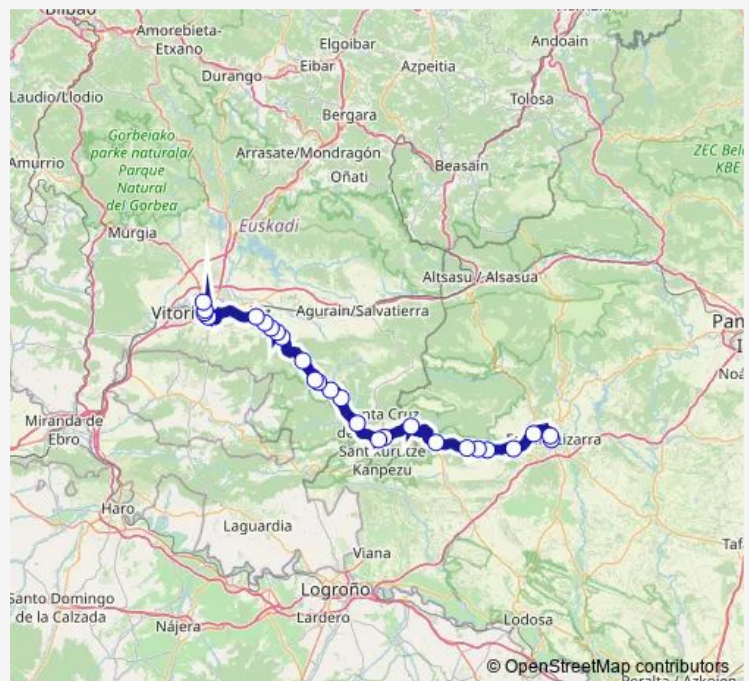 Bilbao
Amorebieta-
Etxano
Elgoibar
Andoain
Eibar
Azpeitia
Durango
Laudio/Llodio
Tolosa
Bergara
Gorbeiako
parke naturala/
Parque
Natural
del Gorbea
ZEC Bel
KBE
Amurrio
Arrasate/Mondragón
Beasain
Oñati
Murgia
Euskadi
Altsasu / Alsasua
Vitori
Agurain/Salvatierra
Pan
Noá
Miranda de
Ebro
nta Cruz
de
izarra
Sant
Kanpezu
Haro
Laguardia
Viana
Taf
Logroño
Santo Domingo
de la Calzada
Lardero
Nájera
Lodosa
© OpenStreetMap contributors